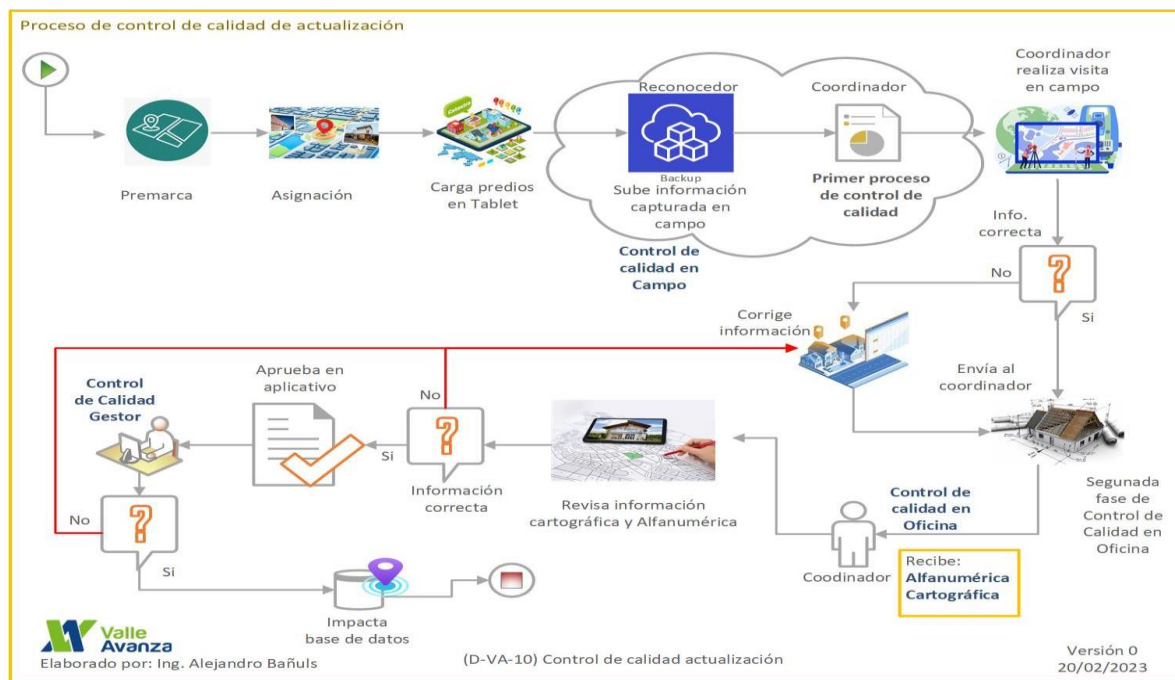 Proceso de control de calidad de actualización
Premarca
Asignación
Carga predios
en Tablet
Reconocedor
Backup
Sube información
capturada en
campo
Control de
calidad en
Campo
Coordinador
Primer proceso
de control de
calidad
Coordinador
realiza visita
en campo
Info.
correcta
No
Si
Corrige
información
Envía al
coordinador
Segunada
fase de
Control de
Calidad en
Oficina
Control de
calidad en
Oficina
Coodinador
Recibe:
Alfanumérica
Cartográfica
Revisa información
cartográfica y Alfanumérica
No
Si
Información
correcta
Aprueba en
aplicativo
Control
de Calidad
Gestor
No
Si
Impacta
base de datos
Valle
Avanza
Elaborado por: Ing. Alejandro Bañuls
(D-VA-10) Control de calidad actualización
Versión 0
20/02/2023